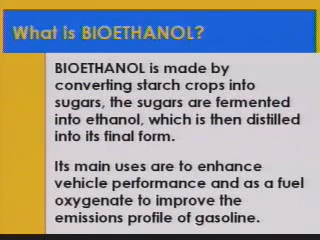 What is BIOETHANOL?
BIOETHANOL is made by
converting starch crops into
sugars, the sugars are fermented
into ethanol, which is then distilled
into its final form.
Its main uses are to enhance
vehicle performance and as a fuel
oxygenate to improve the
emissions profile of gasoline.